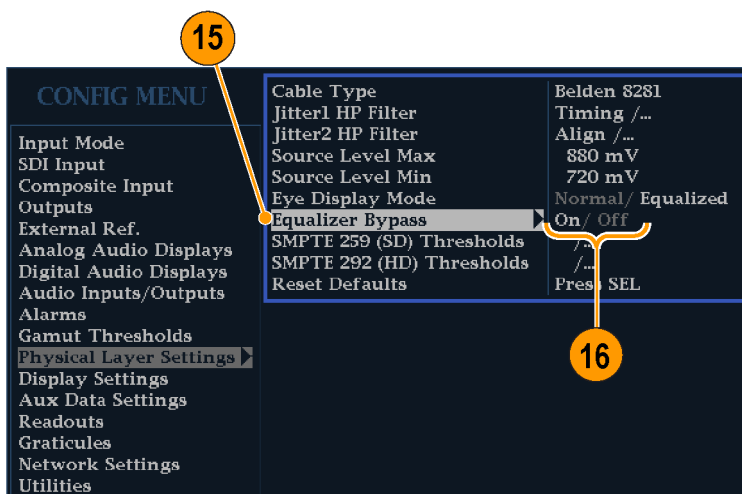 15
CONFIG MENU
Input Mode
SDI Input
Composite Input
Outputs
External Ref.
Analog Audio Displays
Digital Audio Displays
Audio Inputs/Outputs
Alarms
Gamut Thresholds
Physical Layer Settings
Display Settings
Aux Data Settings
Readouts
Graticules
Network Settings
Utilities
Cable Type Belden 8281
Jitter1 HP Filter Timing /...
Jitter2 HP Filter Align /...
Source Level Max 880 mV
Source Level Min 720 mV
Eye Display Mode Normal/ Equalized
Equalizer Bypass On/ Off
SMPTE 259 (SD) Thresholds /...
SMPTE 292 (HD) Thresholds /...
Reset Defaults Press SEL
16